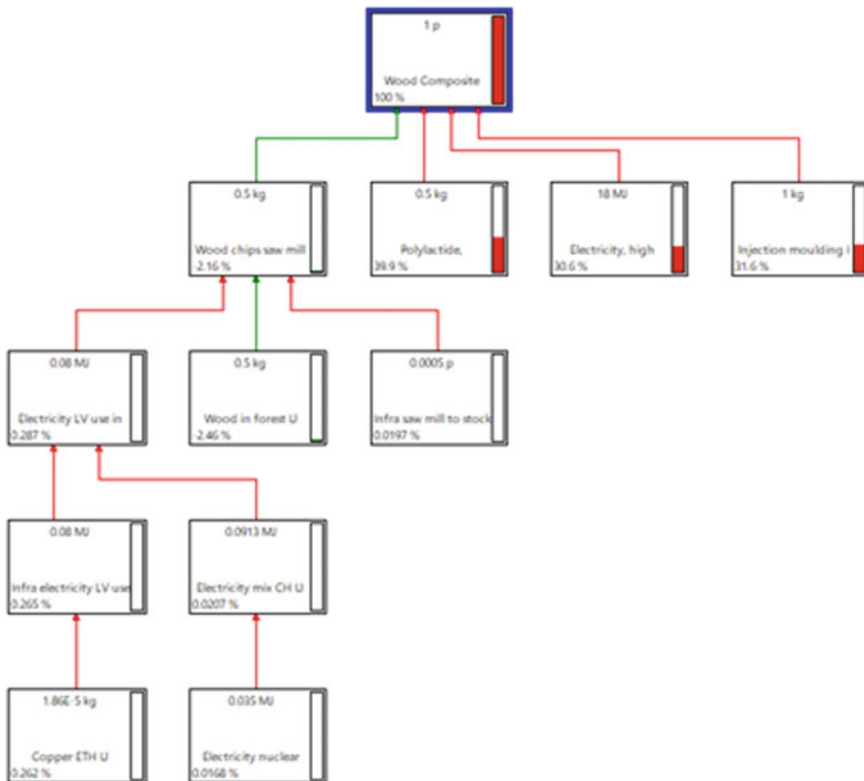 1 p
Wood Composite
100 %
0.5 kg
Wood chips saw mill
-2.16 %
0.5 kg
Polylactide,
39.9 %
18 MJ
Electricity, high
30.6 %
1 kg
Injection moulding I
31.6 %
0.08 MJ
Electricity LV use in
0.287 %
0.5 kg
Wood in forest U
-2.46 %
0.0005 p
Infra saw mill to stock
0.0197 %
0.08 MJ
Infra electricity LV use
0.265 %
0.0913 MJ
Electricity mix CH U
0.0207 %
1.86E-5 kg
Copper ETH U
0.262 %
0.035 MJ
Electricity nuclear
0.0168 %